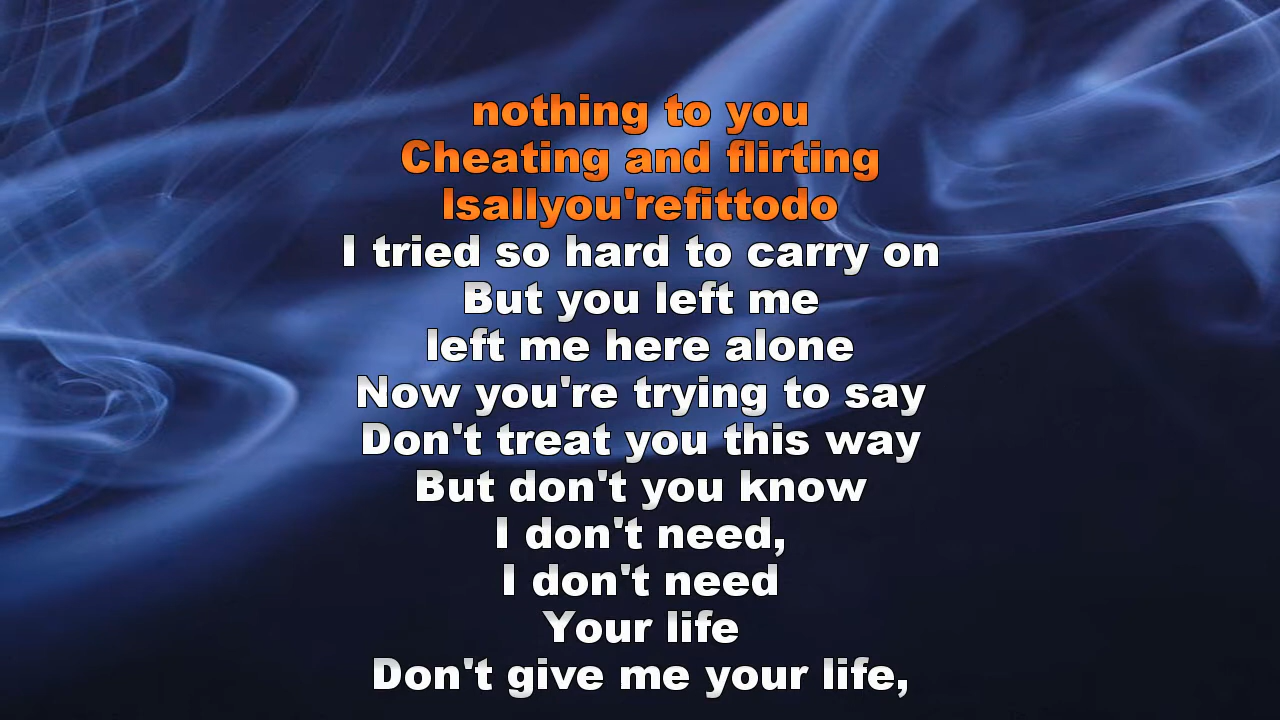 nothing to you
Cheating and flirting
Isallyou'refittodo
I tried so hard to carry on
But you left me
left me here alone
Now you're trying to say
Don't treat you this way
But don't you know
I don't need,
I don't need
Your life
Don't give me your life,